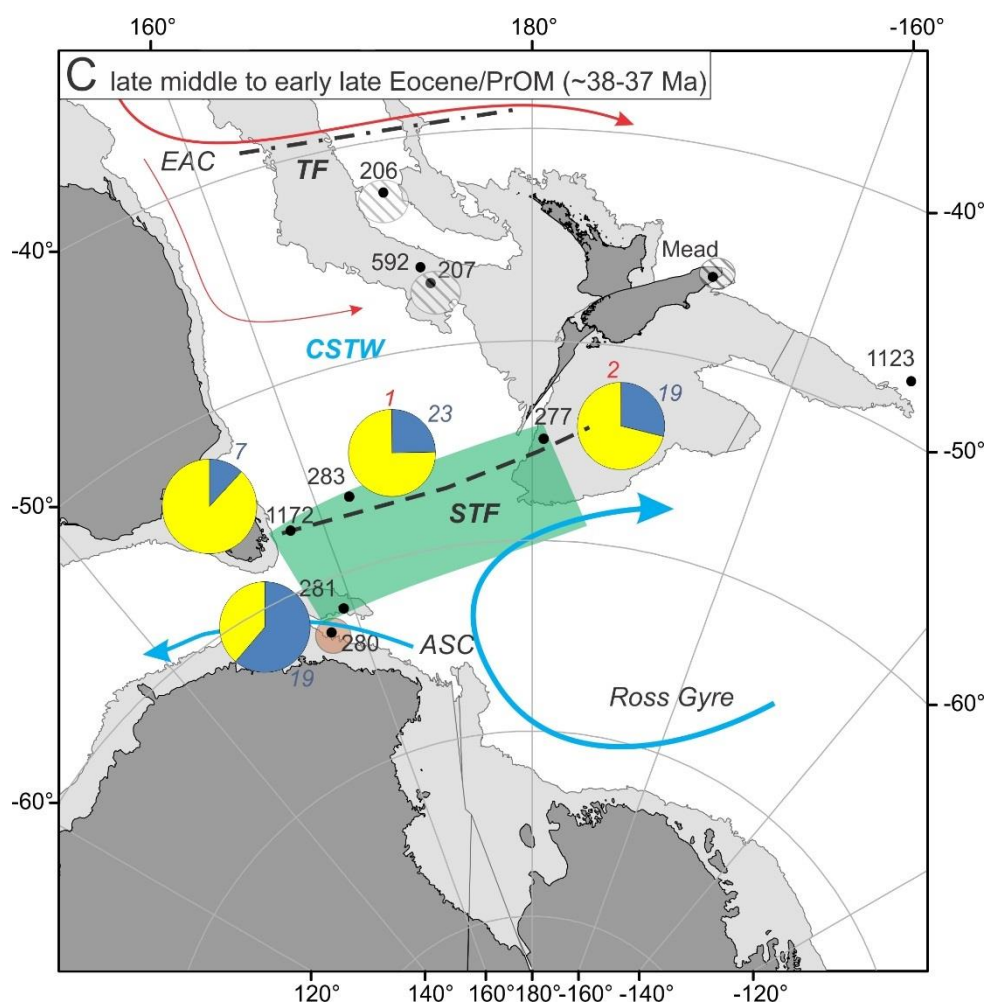 160° 180° -160°
C late middle to early late Eocene/PrOM (~38-37 Ma)
EAC
TF
206
-40°
-40°
592
207
Mead
CSTW
1123
1
23
2
19
277
7
283
-50°
-50°
1172
STF
281
280
ASC
19
Ross Gyre
-60°
-60°
120° 140° 160° 180° -160° -140° -120°